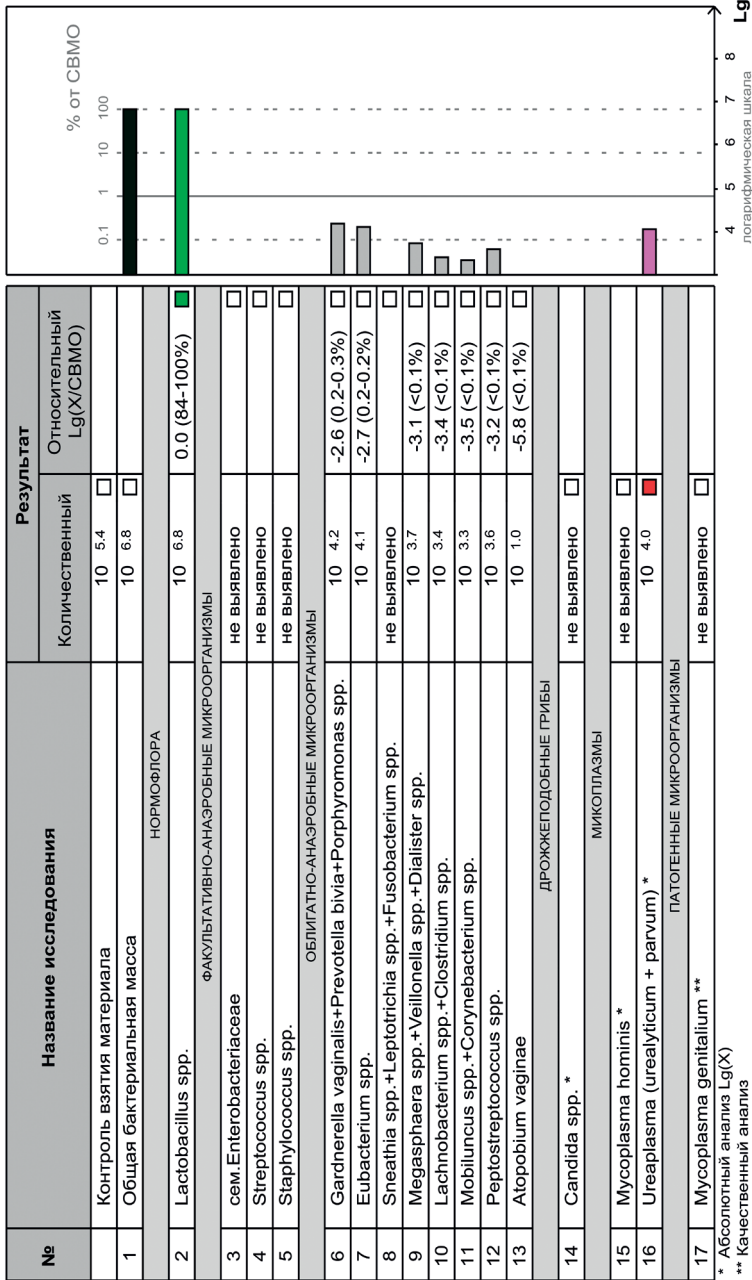 № Название исследования Результат
Количественный Относительный Lg(X/СВМО)
Контроль взятия материала 10 5.4
1 Общая бактериальная масса 10 6.8
НОРМОФЛОРА
2 Lactobacillus spp. 10 6.8 0.0 (84-100%)
ФАКУЛЬТАТИВНО-АНАЭРОБНЫЕ МИКРООРГАНИЗМЫ
3 сем.Enterobacteriaceae не выявлено
4 Streptococcus spp. не выявлено
5 Staphylococcus spp. не выявлено
ОБЛИГАТНО-АНАЭРОБНЫЕ МИКРООРГАНИЗМЫ
6 Gardnerella vaginalis+Prevotella bivia+Porphyromonas spp. 10 4.2 -2.6 (0.2-0.3%)
7 Eubacterium spp. 10 4.1 -2.7 (0.2-0.2%)
8 Sneathia spp.+Leptotrichia spp.+Fusobacterium spp. не выявлено
9 Megasphaera spp.+Veillonella spp.+Dialister spp. 10 3.7 -3.1 (<0.1%)
10 Lachnobacterium spp.+Clostridium spp. 10 3.4 -3.4 (<0.1%)
11 Mobiluncus spp.+Corynebacterium spp. 10 3.3 -3.5 (<0.1%)
12 Peptostreptococcus spp. 10 3.6 -3.2 (<0.1%)
13 Atopobium vaginae 10 1.0 -5.8 (<0.1%)
ДРОЖЖЕПОДОБНЫЕ ГРИБЫ
14 Candida spp. * не выявлено
МИКОПЛАЗМЫ
15 Mycoplasma hominis * не выявлено
16 Ureaplasma (urealyticum + parvum) * 10 4.0
ПАТОГЕННЫЕ МИКРООРГАНИЗМЫ
17 Mycoplasma genitalium ** не выявлено
* Абсолютный анализ Lg(X)
** Качественный анализ
% от СВМО
0.1 1 10 100
4 5 6 7 8 Lg
логарифмическая шкала